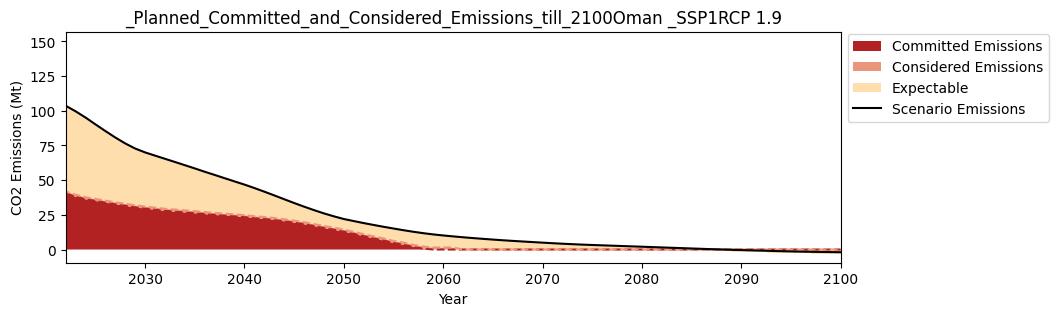 _Planned_Committed_and_Considered_Emissions_till_2100Oman _SSP1RCP 1.9
150
125
100
75
50
25
0
CO2 Emissions (Mt)
2030 2040 2050 2060 2070 2080 2090 2100
Year
Committed Emissions
Considered Emissions
Expectable
Scenario Emissions